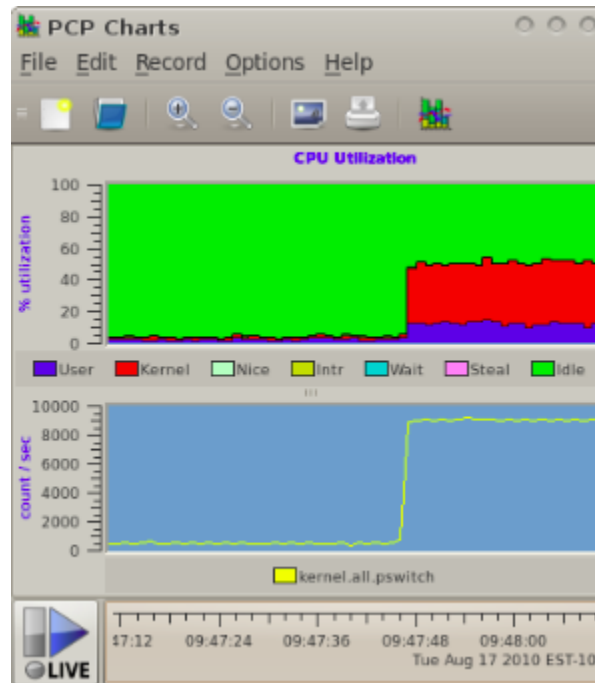 PCP Charts
File Edit Record Options Help
CPU Utilization
% utilization
100
80
60
40
20
0
User Kernel Nice Intr Wait Steal Idle
count / sec
10000
8000
6000
4000
2000
0
kernel.all.pswitch
47:12 09:47:24 09:47:36 09:47:48 09:48:00
Tue Aug 17 2010 EST-10
LIVE